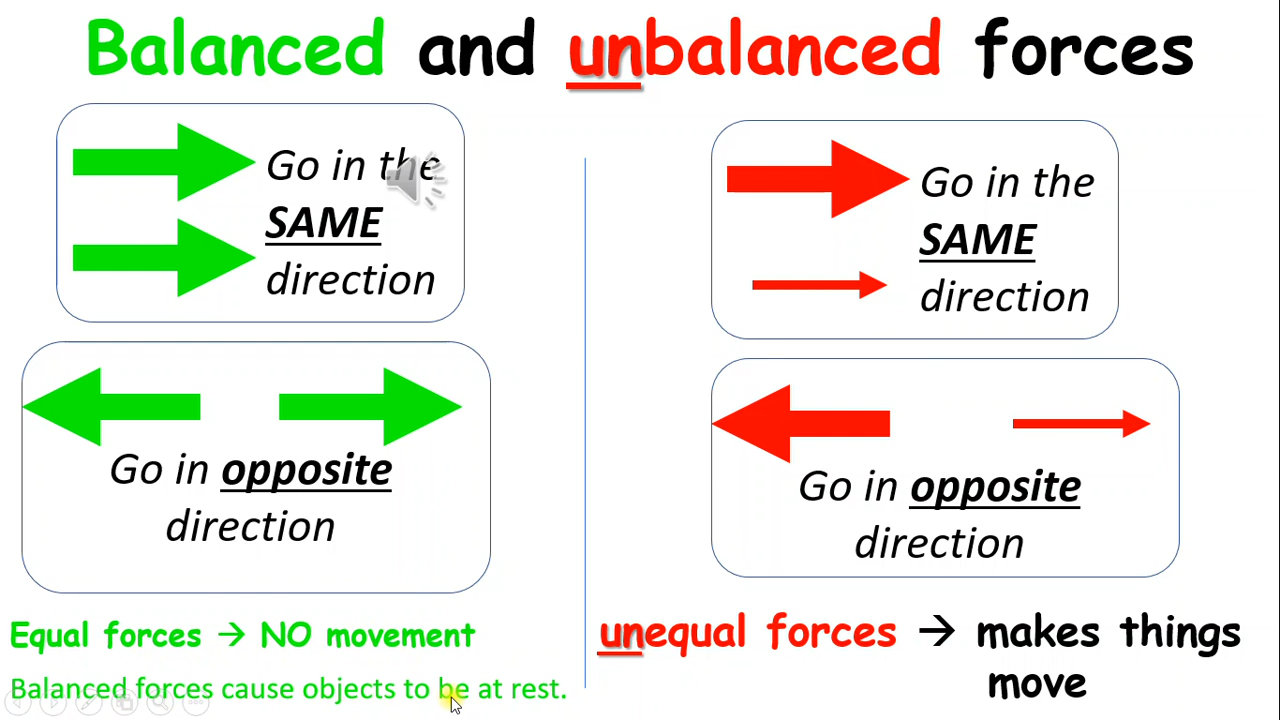 Balanced and unbalanced forces
Go in the
SAME
direction
Go in opposite
direction
Equal forces → NO movement
Balanced forces cause objects to be at rest.
Go in the
SAME
direction
Go in opposite
direction
unequal forces → makes things
move